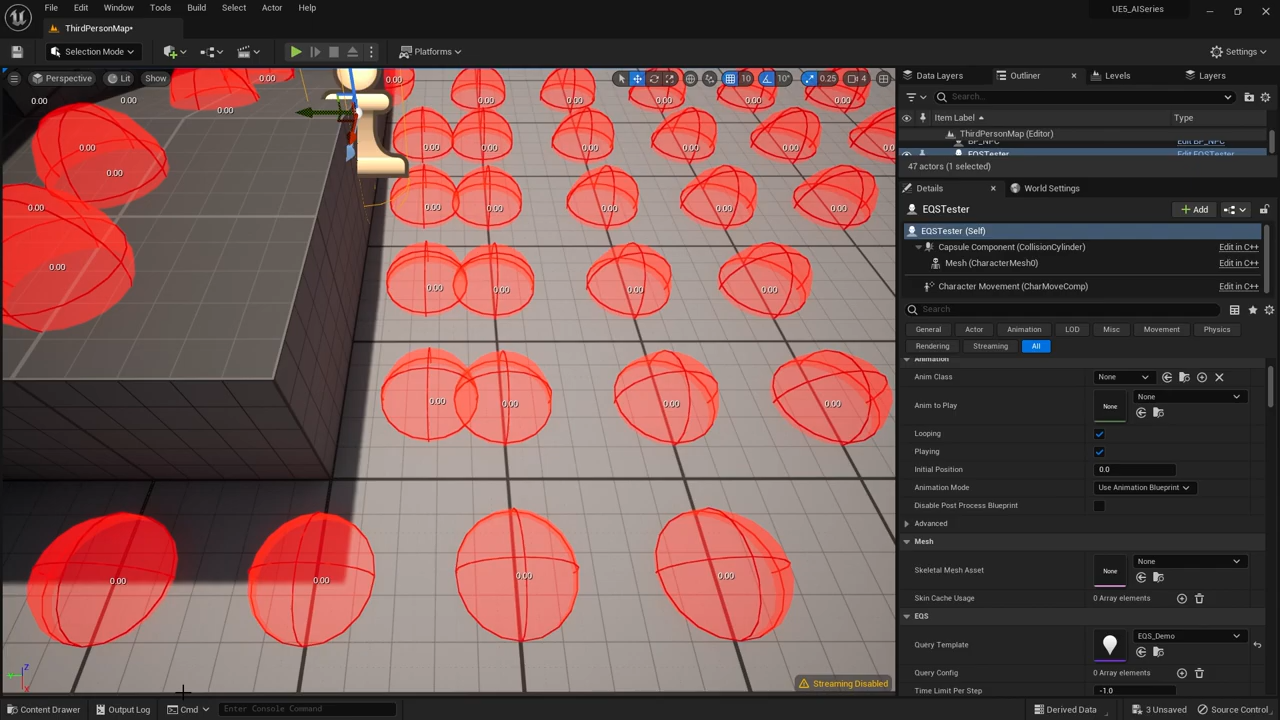 File Edit Window Tools Build Select Actor Help
UE5_AISeries
ThirdPersonMap*
Selection Mode
Platforms
Settings
Perspective Lit Show
10 10° 0.25 4
0.00
0.00 0.00 0.00
0.00 0.00 0.00 0.00 0.00
0.00 0.00 0.00 0.00 0.00 0.0
0.00
0.00 0.00 0.00 0.00 0.00 0.00
0.00 0.00 0.00 0.00 0.00
0.00 0.00 0.00 0.00
0.00 0.00 0.00 0.00
Streaming Disabled
Data Layers Outliner Levels Layers
Search...
Item Label Type
ThirdPersonMap (Editor)
BP_NPC Edit BP_NPC
EQSTester Edit EQSTester
47 actors (1 selected)
Details World Settings
EQSTester
Add
EQSTester (Self)
Capsule Component (CollisionCylinder) Edit in C++
Mesh (CharacterMesh0) Edit in C++
Character Movement (CharMoveComp) Edit in C++
Search
General Actor Animation LOD Misc Movement Physics
Rendering Streaming All
Animation
Anim Class None
Anim to Play None None
Looping
Playing
Initial Position 0.0
Animation Mode Use Animation Blueprint
Disable Post Process Blueprint
Advanced
Mesh
Skeletal Mesh Asset None None
Skin Cache Usage 0 Array elements
EQS
Query Template EQS_Demo
Query Config 0 Array elements
Time Limit Per Step -1.0
Content Drawer Output Log Cmd Enter Console Command Derived Data 3 Unsaved Source Control